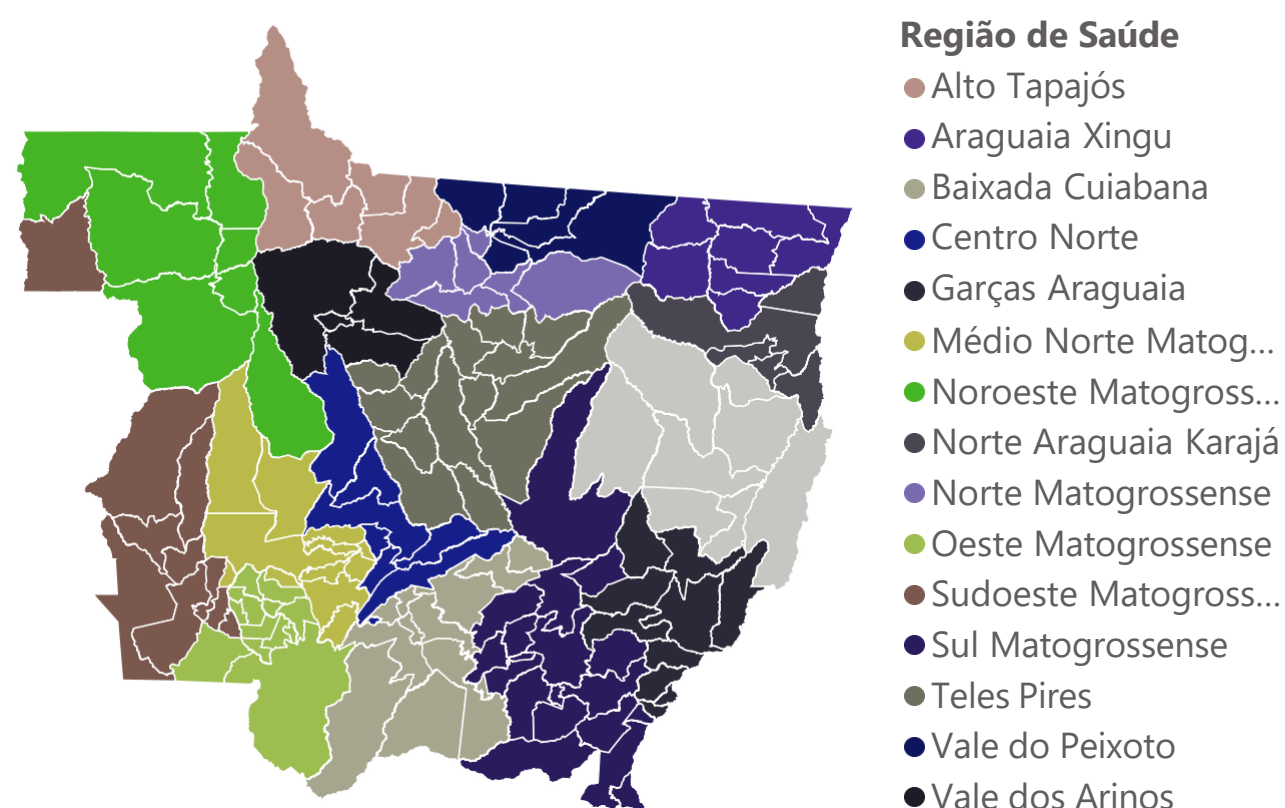 Região de Saúde
Alto Tapajós
Araguaia Xingu
Baixada Cuiabana
Centro Norte
Garças Araguaia
Médio Norte Matog...
Noroeste Matogross...
Norte Araguaia Karajá
Norte Matogrossense
Oeste Matogrossense
Sudoeste Matogross...
Sul Matogrossense
Teles Pires
Vale do Peixoto
Vale dos Arinos